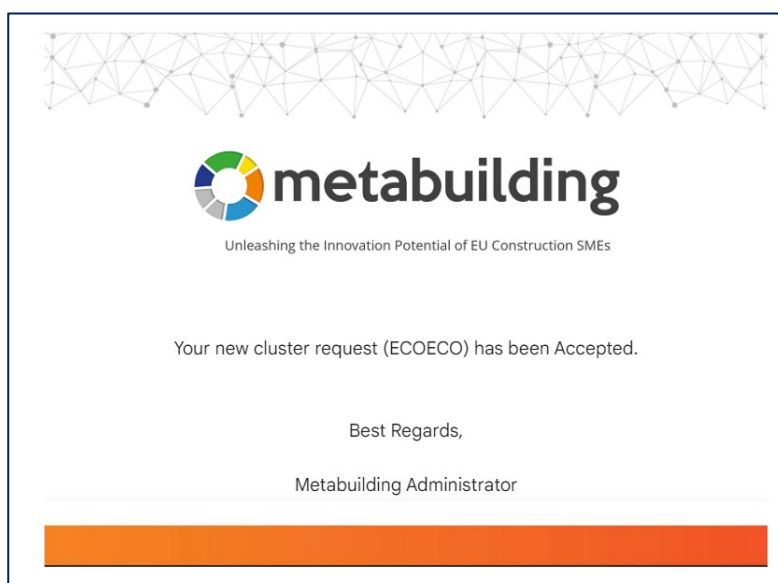 metabuilding
Unleashing the Innovation Potential of EU Construction SMEs
Your new cluster request (ECOECO) has been Accepted.
Best Regards,
Metabuilding Administrator